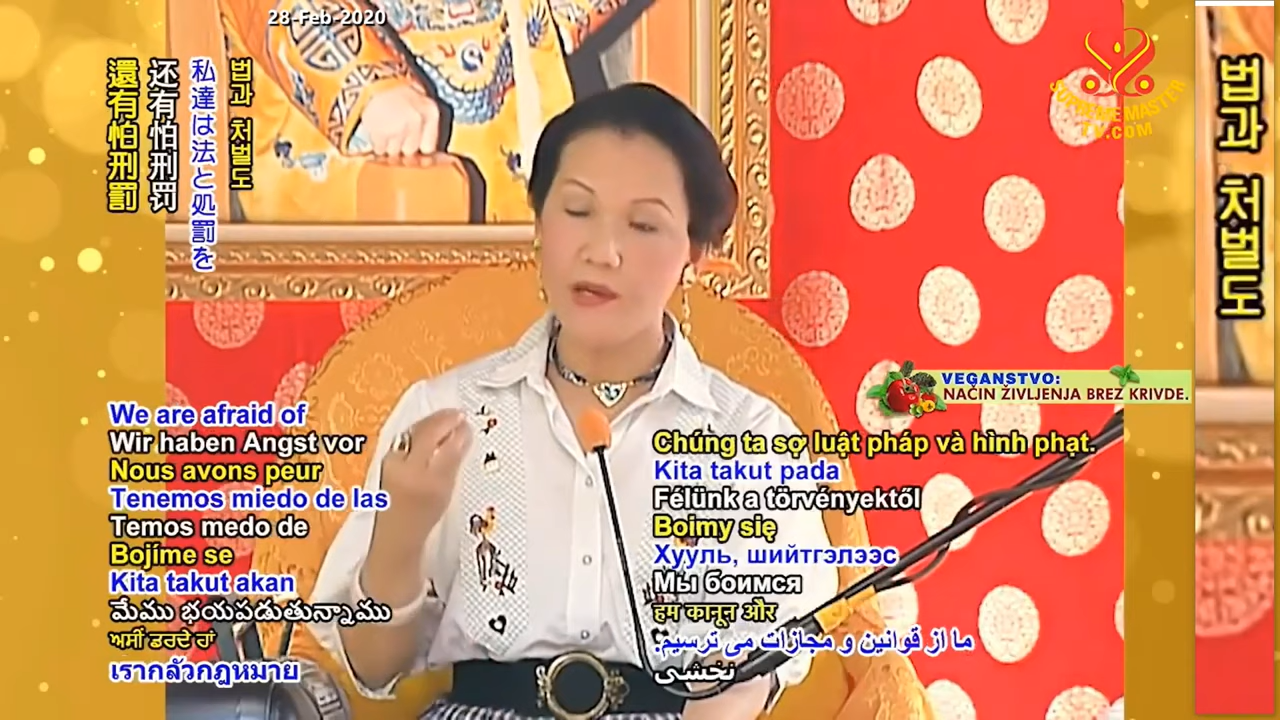 28-Feb-2020
SUPREME MASTER
TV.COM
법과 처벌도
私達は法と処罰を
还有怕刑罚
還有怕刑罰
법과 처벌도
VEGANSTVO:
NAČIN ŽIVLJENJA BREZ KRIVDE.
We are afraid of
Wir haben Angst vor
Nous avons peur
Tenemos miedo de las
Temos medo de
Bojíme se
Kita takut akan
మేము భయపడుతున్నాము
ਅਸੀਂ ਡਰਦੇ ਹਾਂ
เรากลัวกฎหมาย
Chúng ta sợ luật pháp và hình phạt.
Kita takut pada
Félünk a törvényektől
Boimy się
Хууль, шийтгэлээс
Мы боимся
हम कानून और
ما از قوانین و مجازات می ترسیم:
نخشى